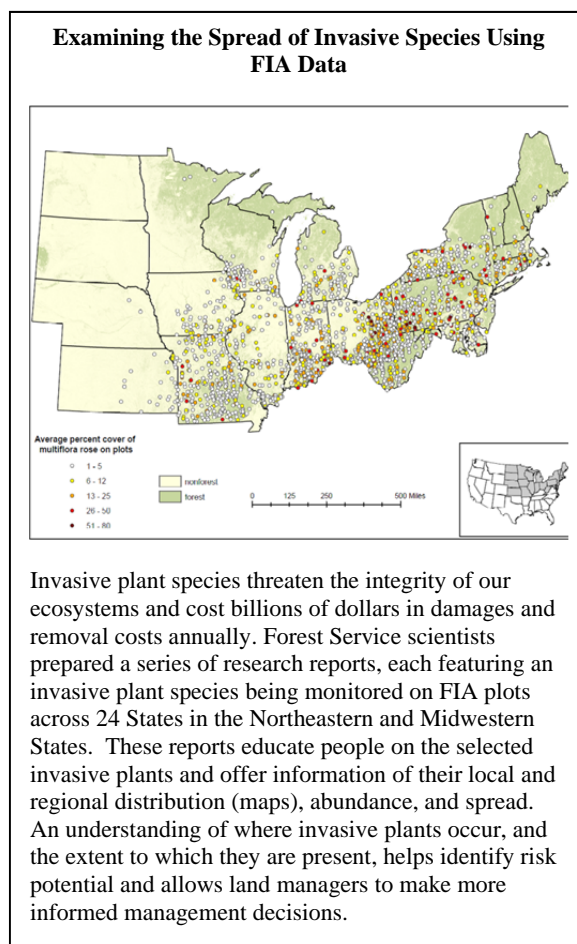 Examining the Spread of Invasive Species Using
FIA Data
Average percent cover of
multiflora rose on plots
1 - 5
6 - 12
13 - 25
26 - 50
51 - 80
nonforest
forest
0 125 250 500 Miles
Invasive plant species threaten the integrity of our
ecosystems and cost billions of dollars in damages and
removal costs annually. Forest Service scientists
prepared a series of research reports, each featuring an
invasive plant species being monitored on FIA plots
across 24 States in the Northeastern and Midwestern
States.  These reports educate people on the selected
invasive plants and offer information of their local and
regional distribution (maps), abundance, and spread.
An understanding of where invasive plants occur, and
the extent to which they are present, helps identify risk
potential and allows land managers to make more
informed management decisions.